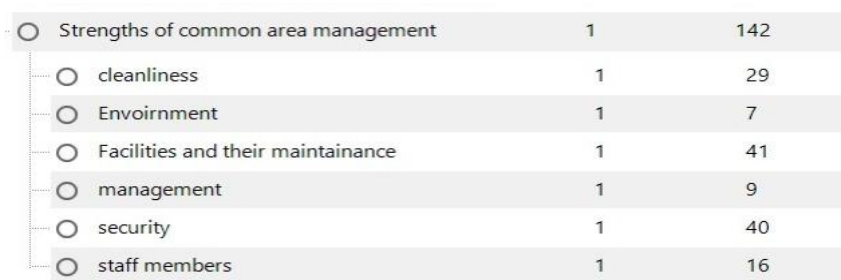 Strengths of common area management 1 142
cleanliness 1 29
Envoirnment 1 7
Facilities and their maintainance 1 41
management 1 9
security 1 40
staff members 1 16